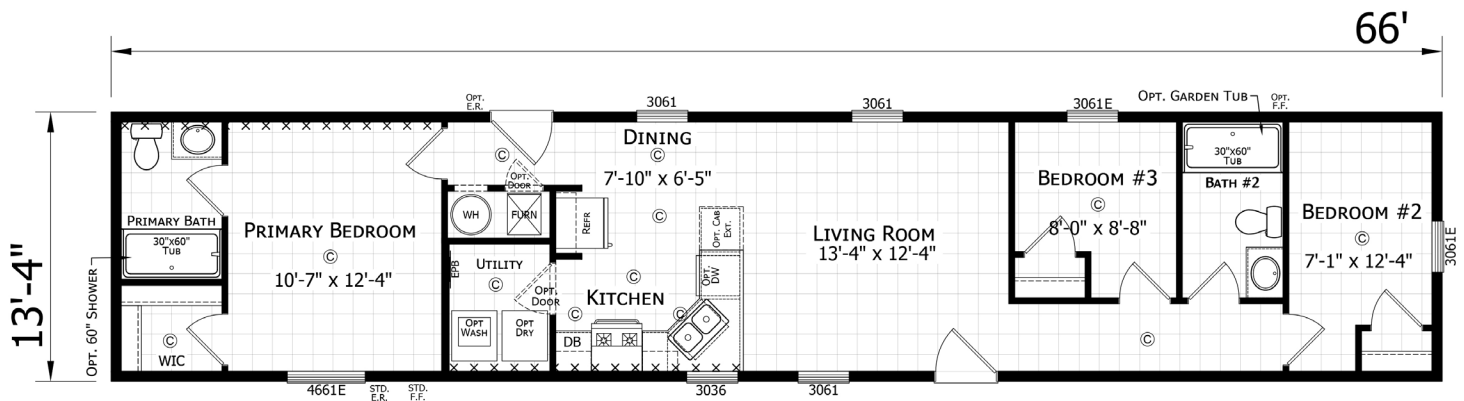 66'
13'-4"
OPT. E.R.
3061
3061
3061E
OPT. GARDEN TUB
OPT. F.F.
PRIMARY BATH
30"x60" TUB
OPT. 60" SHOWER
WIC
PRIMARY BEDROOM
10'-7" x 12'-4"
4661E
STD. E.R.
STD. F.F.
OPT. DOOR
WH
FURN
EPB
UTILITY
OPT. DOOR
OPT WASH
OPT DRY
DINING
7'-10" x 6'-5"
REFR
OPT. CAB EXT.
OPT. DW
KITCHEN
DB
3036
3061
LIVING ROOM
13'-4" x 12'-4"
BEDROOM #3
8'-0" x 8'-8"
30"x60" TUB
BATH #2
BEDROOM #2
7'-1" x 12'-4"
3061E
C
C
C
C
C
C
C
C
C
C
C
C